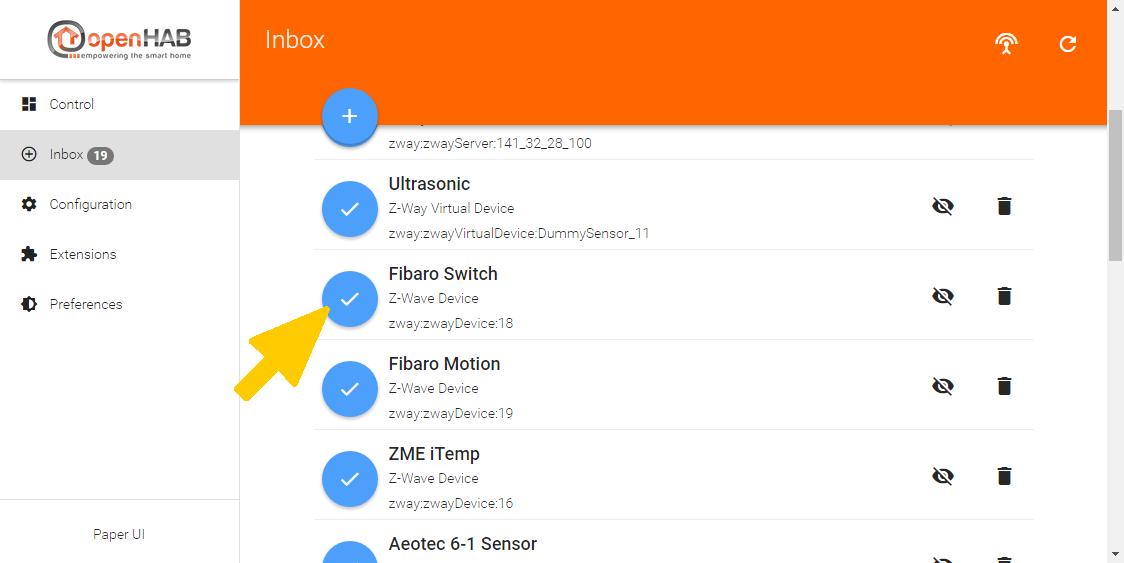 openHAB
empowering the smart home
Inbox
Control
Inbox 19
Configuration
Extensions
Preferences
Paper UI
zway:zwayServer:141_32_28_100
Ultrasonic
Z-Way Virtual Device
zway:zwayVirtualDevice:DummySensor_11
Fibaro Switch
Z-Wave Device
zway:zwayDevice:18
Fibaro Motion
Z-Wave Device
zway:zwayDevice:19
ZME iTemp
Z-Wave Device
zway:zwayDevice:16
Aeotec 6-1 Sensor